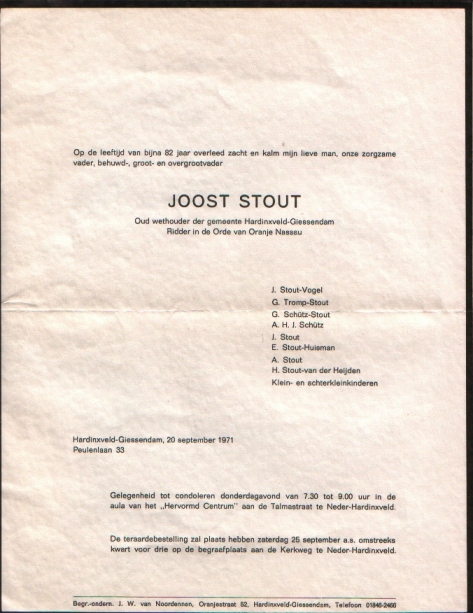 Op de leeftijd van bijna 82 jaar overleed zacht en kalm mijn lieve man, onze zorgzame
vader, behuwd-, groot- en overgrootvader
JOOST STOUT
Oud wethouder der gemeente Hardinxveld-Giessendam
Ridder in de Orde van Oranje Nassau
J. Stout-Vogel
G. Tromp-Stout
G. Schütz-Stout
A. H. J. Schütz
J. Stout
E. Stout-Huisman
A. Stout
H. Stout-van der Heijden
Klein- en achterkleinkinderen
Hardinxveld-Giessendam, 20 september 1971
Peulenlaan 33
Gelegenheid tot condoleren donderdagavond van 7.30 tot 9.00 uur in de
aula van het „Hervormd Centrum" aan de Talmastraat te Neder-Hardinxveld.
De teraardebestelling zal plaats hebben zaterdag 25 september a.s. omstreeks
kwart voor drie op de begraafplaats aan de Kerkweg te Neder-Hardinxveld.
Begr.-ondern. J. W. van Noordennen, Oranjestraat 52, Hardinxveld-Giessendam, Telefoon 01846-2466